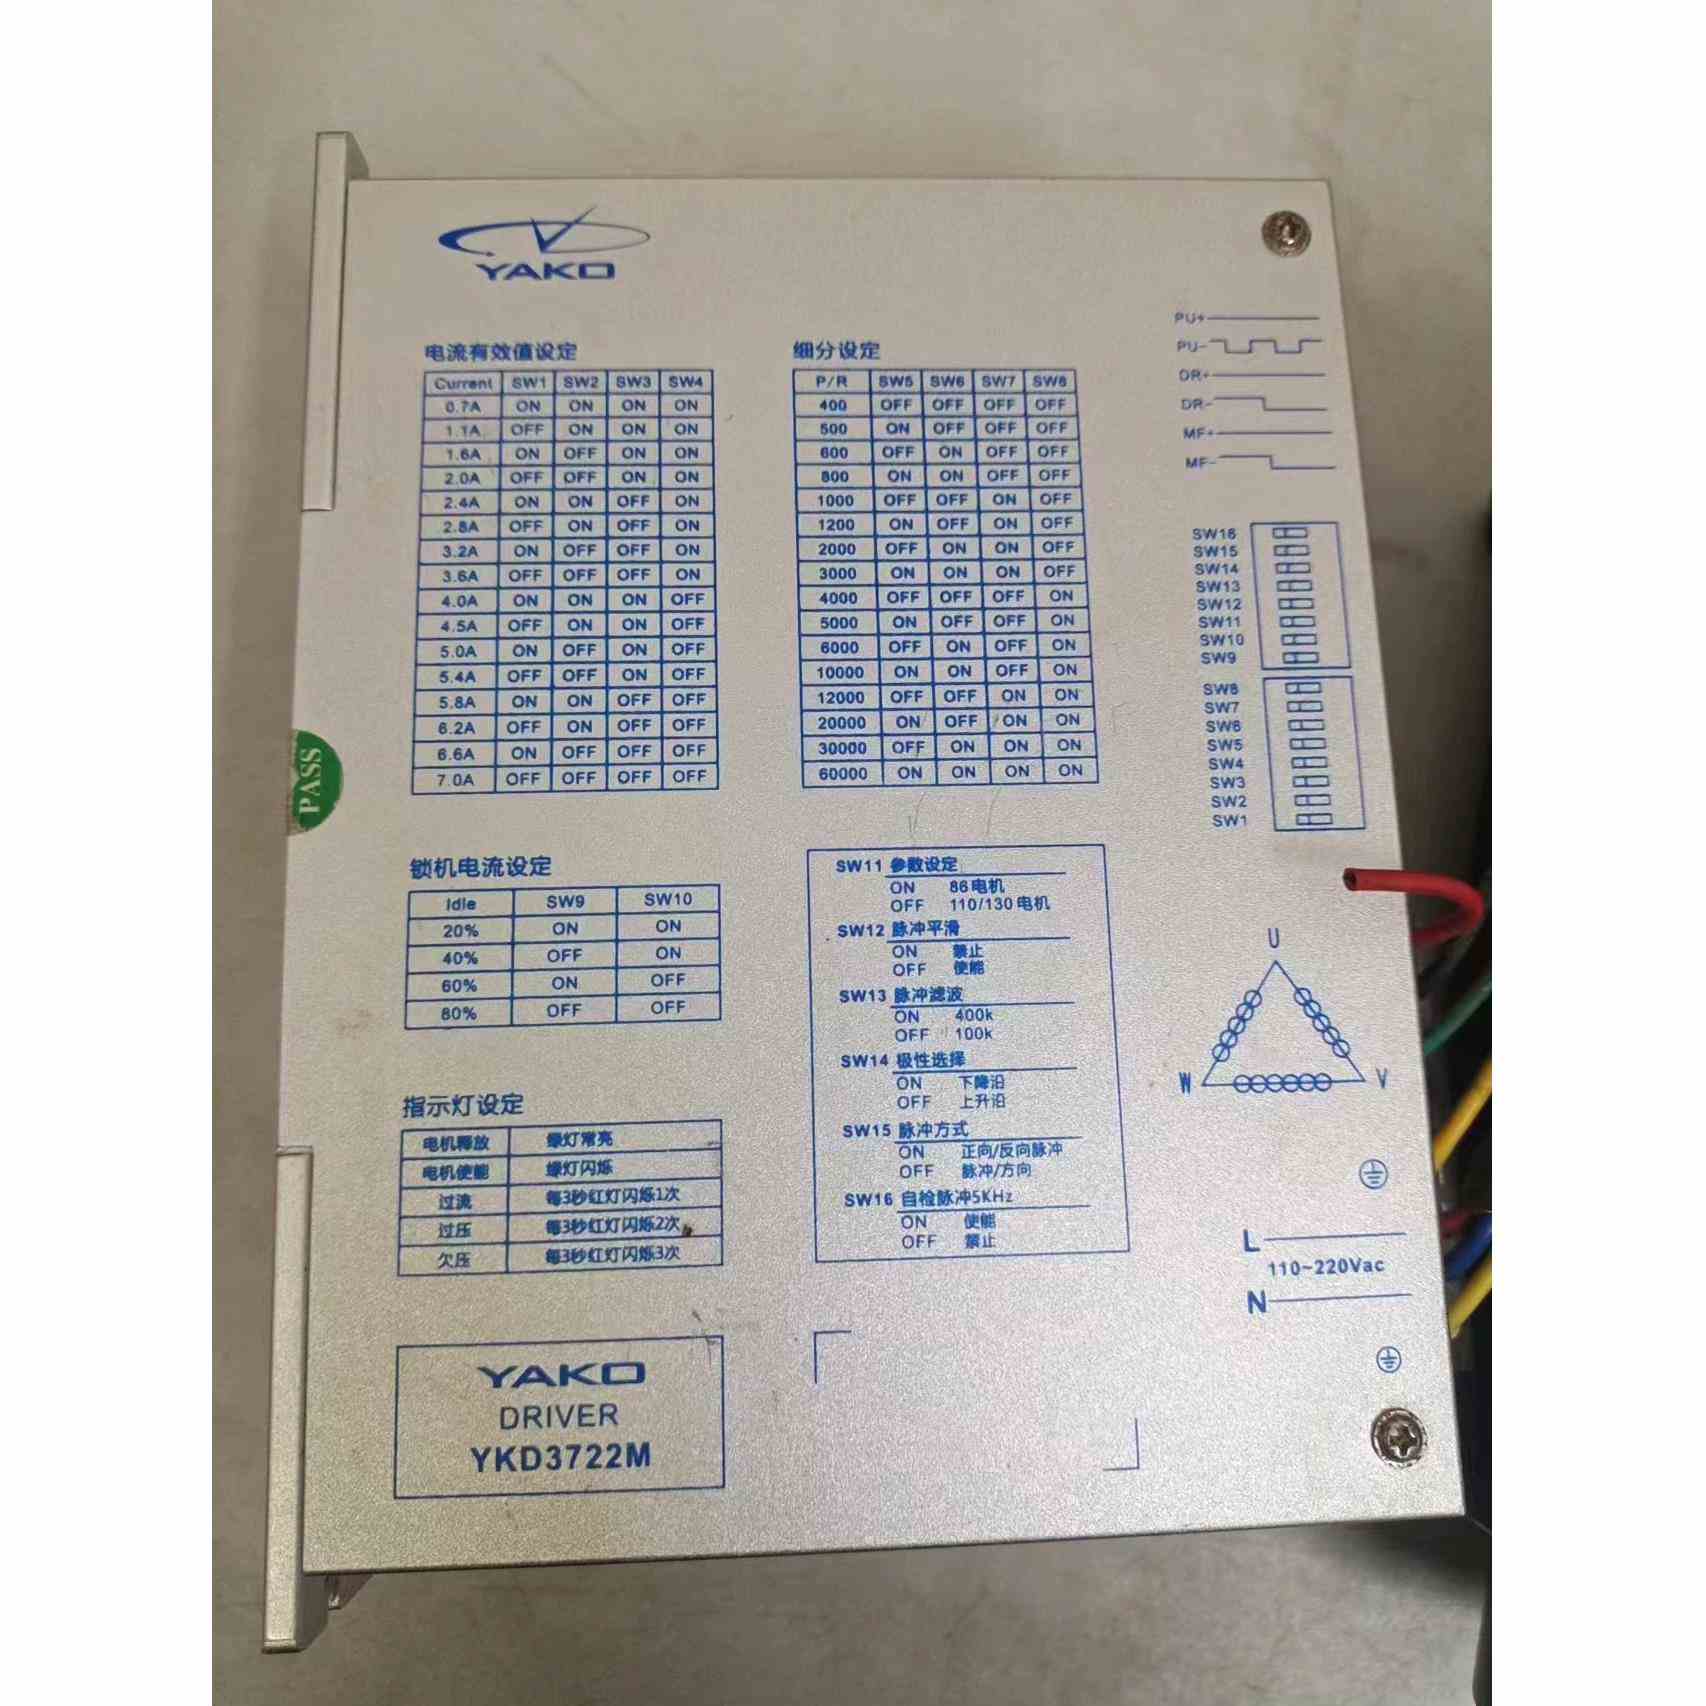 YAKO
电流有效值设定
Current SW1 SW2 SW3 SW4
0.7A ON ON ON ON
1.1A OFF ON ON ON
1.6A ON OFF ON ON
2.0A OFF OFF ON ON
2.4A ON ON OFF ON
2.8A OFF ON OFF ON
3.2A ON OFF OFF ON
3.6A OFF OFF OFF ON
4.0A ON ON ON OFF
4.5A OFF ON ON OFF
5.0A ON OFF ON OFF
5.4A OFF OFF ON OFF
5.8A ON ON OFF OFF
6.2A OFF ON OFF OFF
6.6A ON OFF OFF OFF
7.0A OFF OFF OFF OFF
细分设定
P/R SW5 SW6 SW7 SW8
400 OFF OFF OFF OFF
500 ON OFF OFF OFF
600 OFF ON OFF OFF
800 ON ON OFF OFF
1000 OFF OFF ON OFF
1200 ON OFF ON OFF
2000 OFF ON ON OFF
3000 ON ON ON OFF
4000 OFF OFF OFF ON
5000 ON OFF OFF ON
6000 OFF ON OFF ON
10000 ON ON OFF ON
12000 OFF OFF ON ON
20000 ON OFF ON ON
30000 OFF ON ON ON
60000 ON ON ON ON
PU+
PU-
DR+
DR-
MF+
MF-
SW16
SW15
SW14
SW13
SW12
SW11
SW10
SW9
SW8
SW7
SW6
SW5
SW4
SW3
SW2
SW1
PASS
锁机电流设定
Idle SW9 SW10
20% ON ON
40% OFF ON
60% ON OFF
80% OFF OFF
SW11 参数设定
ON 86电机
OFF 110/130电机
SW12 脉冲平滑
ON 禁止
OFF 使能
SW13 脉冲滤波
ON 400k
OFF 100k
SW14 极性选择
ON 下降沿
OFF 上升沿
SW15 脉冲方式
ON 正向/反向脉冲
OFF 脉冲/方向
SW16 自检脉冲5KHz
ON 使能
OFF 禁止
U
W V
指示灯设定
电机释放 绿灯常亮
电机使能 绿灯闪烁
过流 每3秒红灯闪烁1次
过压 每3秒红灯闪烁2次
欠压 每3秒红灯闪烁3次
L
110~220Vac
N
YAKO
DRIVER
YKD3722M